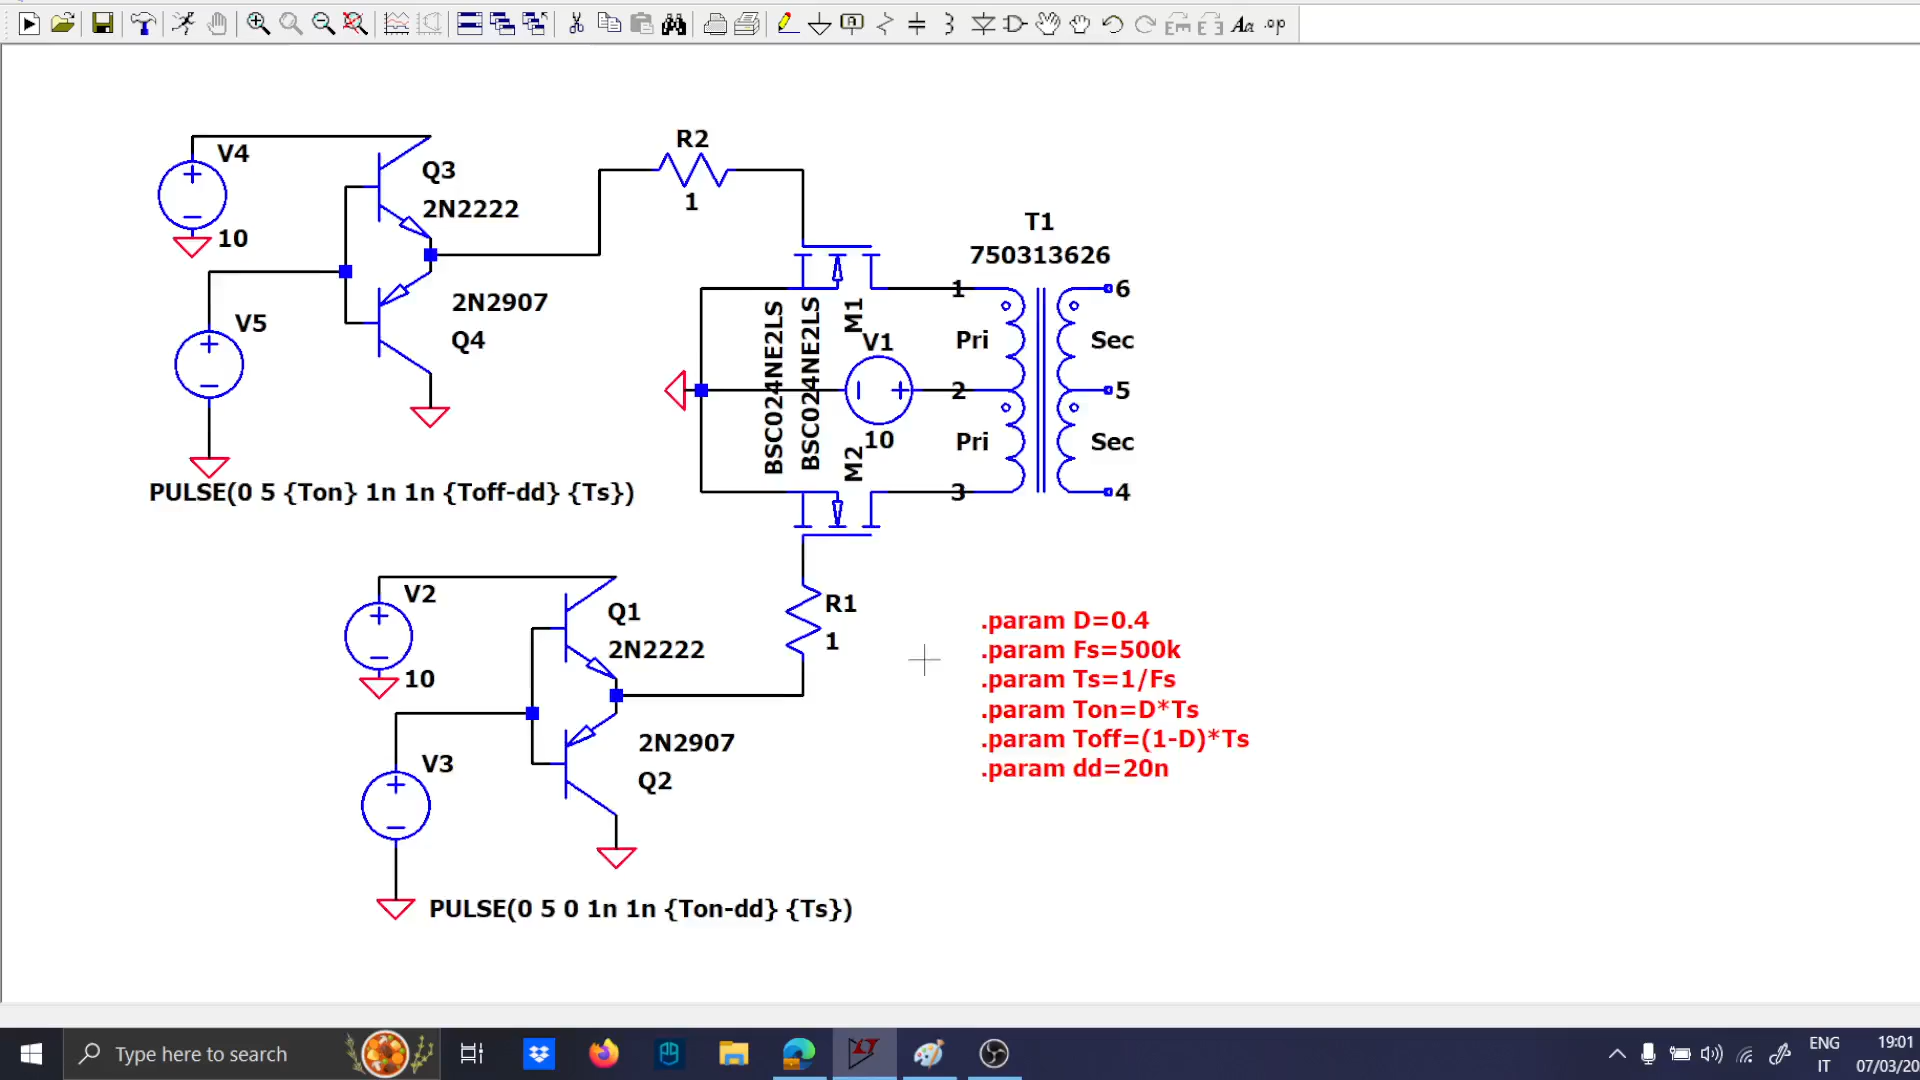 Aa
.op
V4
10
Q3
2N2222
R2
1
T1
750313626
V5
2N2907
Q4
BSC024NE2LS
BSC024NE2LS
M1
V1
10
M2
1
Pri
2
Pri
3
6
Sec
5
Sec
4
PULSE(0 5 {Ton} 1n 1n {Toff-dd} {Ts})
V2
10
Q1
2N2222
R1
1
V3
2N2907
Q2
PULSE(0 5 0 1n 1n {Ton-dd} {Ts})
.param D=0.4
.param Fs=500k
.param Ts=1/Fs
.param Ton=D*Ts
.param Toff=(1-D)*Ts
.param dd=20n
Type here to search
ENG
IT
19:01
07/03/20